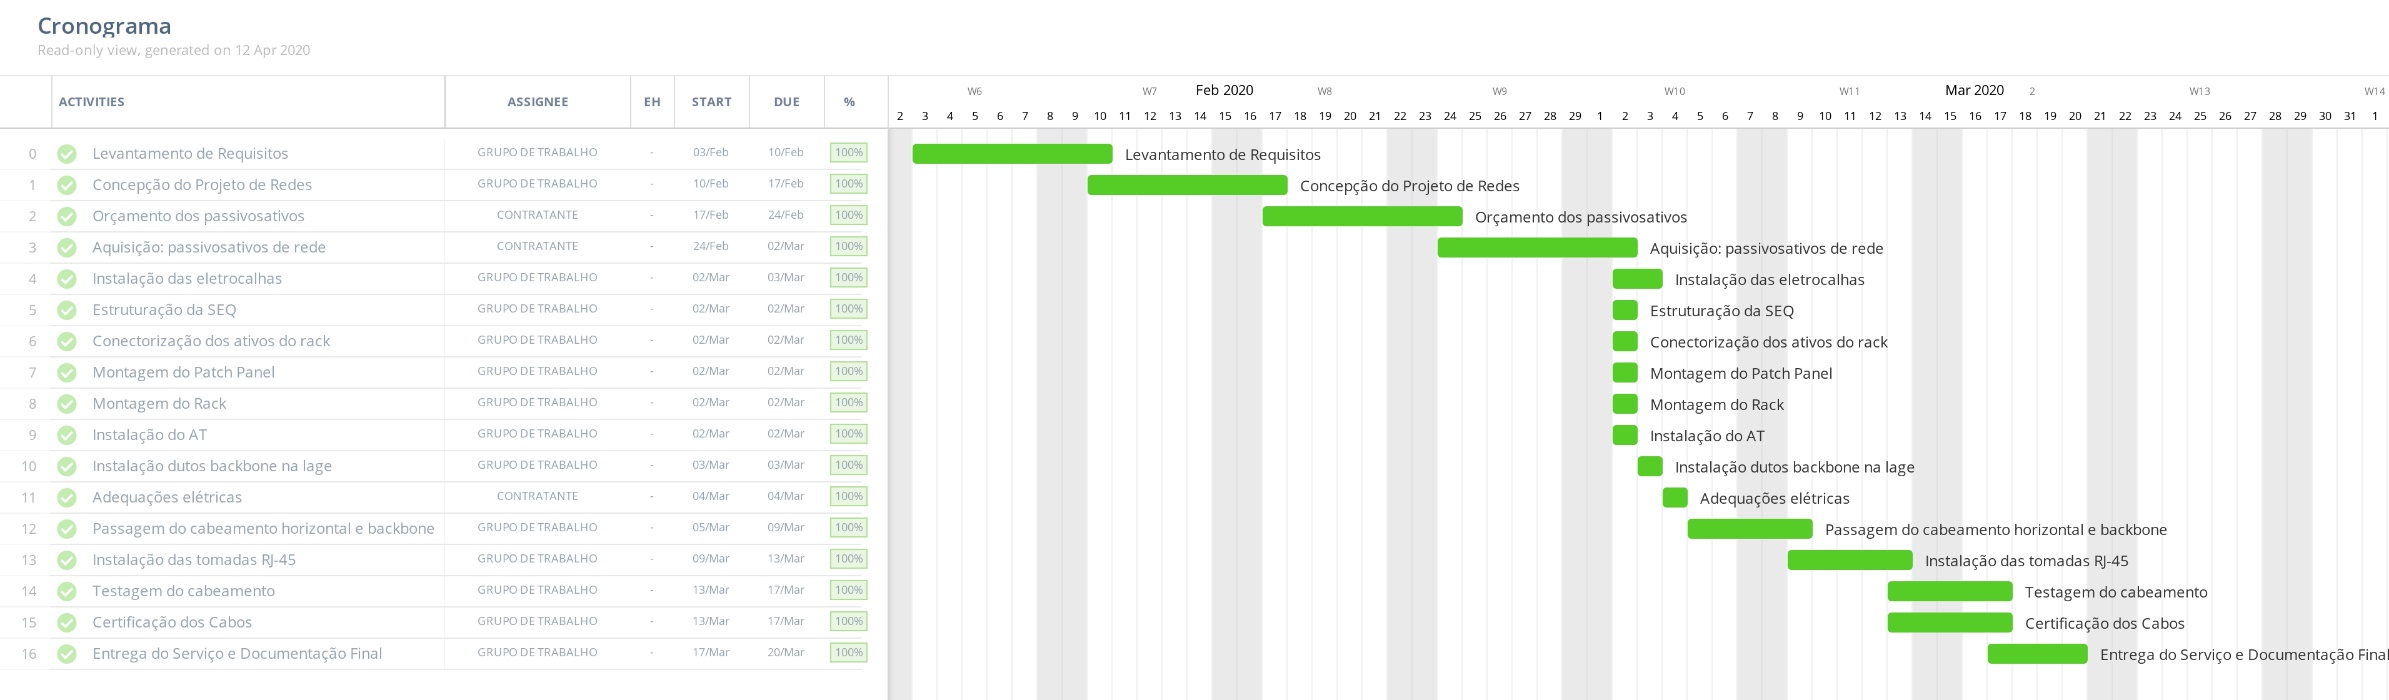 Cronograma
Read-only view, generated on 12 Apr 2020
W6 W7 Feb 2020 W8 W9 W10 W11 Mar 2020 2 W13 W14
ACTIVITIES ASSIGNEE EH START DUE %
2 3 4 5 6 7 8 9 10 11 12 13 14 15 16 17 18 19 20 21 22 23 24 25 26 27 28 29 1 2 3 4 5 6 7 8 9 10 11 12 13 14 15 16 17 18 19 20 21 22 23 24 25 26 27 28 29 30 31 1
0 Levantamento de Requisitos GRUPO DE TRABALHO - 03/Feb 10/Feb 100% Levantamento de Requisitos
1 Concepção do Projeto de Redes GRUPO DE TRABALHO - 10/Feb 17/Feb 100% Concepção do Projeto de Redes
2 Orçamento dos passivosativos CONTRATANTE - 17/Feb 24/Feb 100% Orçamento dos passivosativos
3 Aquisição: passivosativos de rede CONTRATANTE - 24/Feb 02/Mar 100% Aquisição: passivosativos de rede
4 Instalação das eletrocalhas GRUPO DE TRABALHO - 02/Mar 03/Mar 100% Instalação das eletrocalhas
5 Estruturação da SEQ GRUPO DE TRABALHO - 02/Mar 02/Mar 100% Estruturação da SEQ
6 Conectorização dos ativos do rack GRUPO DE TRABALHO - 02/Mar 02/Mar 100% Conectorização dos ativos do rack
7 Montagem do Patch Panel GRUPO DE TRABALHO - 02/Mar 02/Mar 100% Montagem do Patch Panel
8 Montagem do Rack GRUPO DE TRABALHO - 02/Mar 02/Mar 100% Montagem do Rack
9 Instalação do AT GRUPO DE TRABALHO - 02/Mar 02/Mar 100% Instalação do AT
10 Instalação dutos backbone na lage GRUPO DE TRABALHO - 03/Mar 03/Mar 100% Instalação dutos backbone na lage
11 Adequações elétricas CONTRATANTE - 04/Mar 04/Mar 100% Adequações elétricas
12 Passagem do cabeamento horizontal e backbone GRUPO DE TRABALHO - 05/Mar 09/Mar 100% Passagem do cabeamento horizontal e backbone
13 Instalação das tomadas RJ-45 GRUPO DE TRABALHO - 09/Mar 13/Mar 100% Instalação das tomadas RJ-45
14 Testagem do cabeamento GRUPO DE TRABALHO - 13/Mar 17/Mar 100% Testagem do cabeamento
15 Certificação dos Cabos GRUPO DE TRABALHO - 13/Mar 17/Mar 100% Certificação dos Cabos
16 Entrega do Serviço e Documentação Final GRUPO DE TRABALHO - 17/Mar 20/Mar 100% Entrega do Serviço e Documentação Final